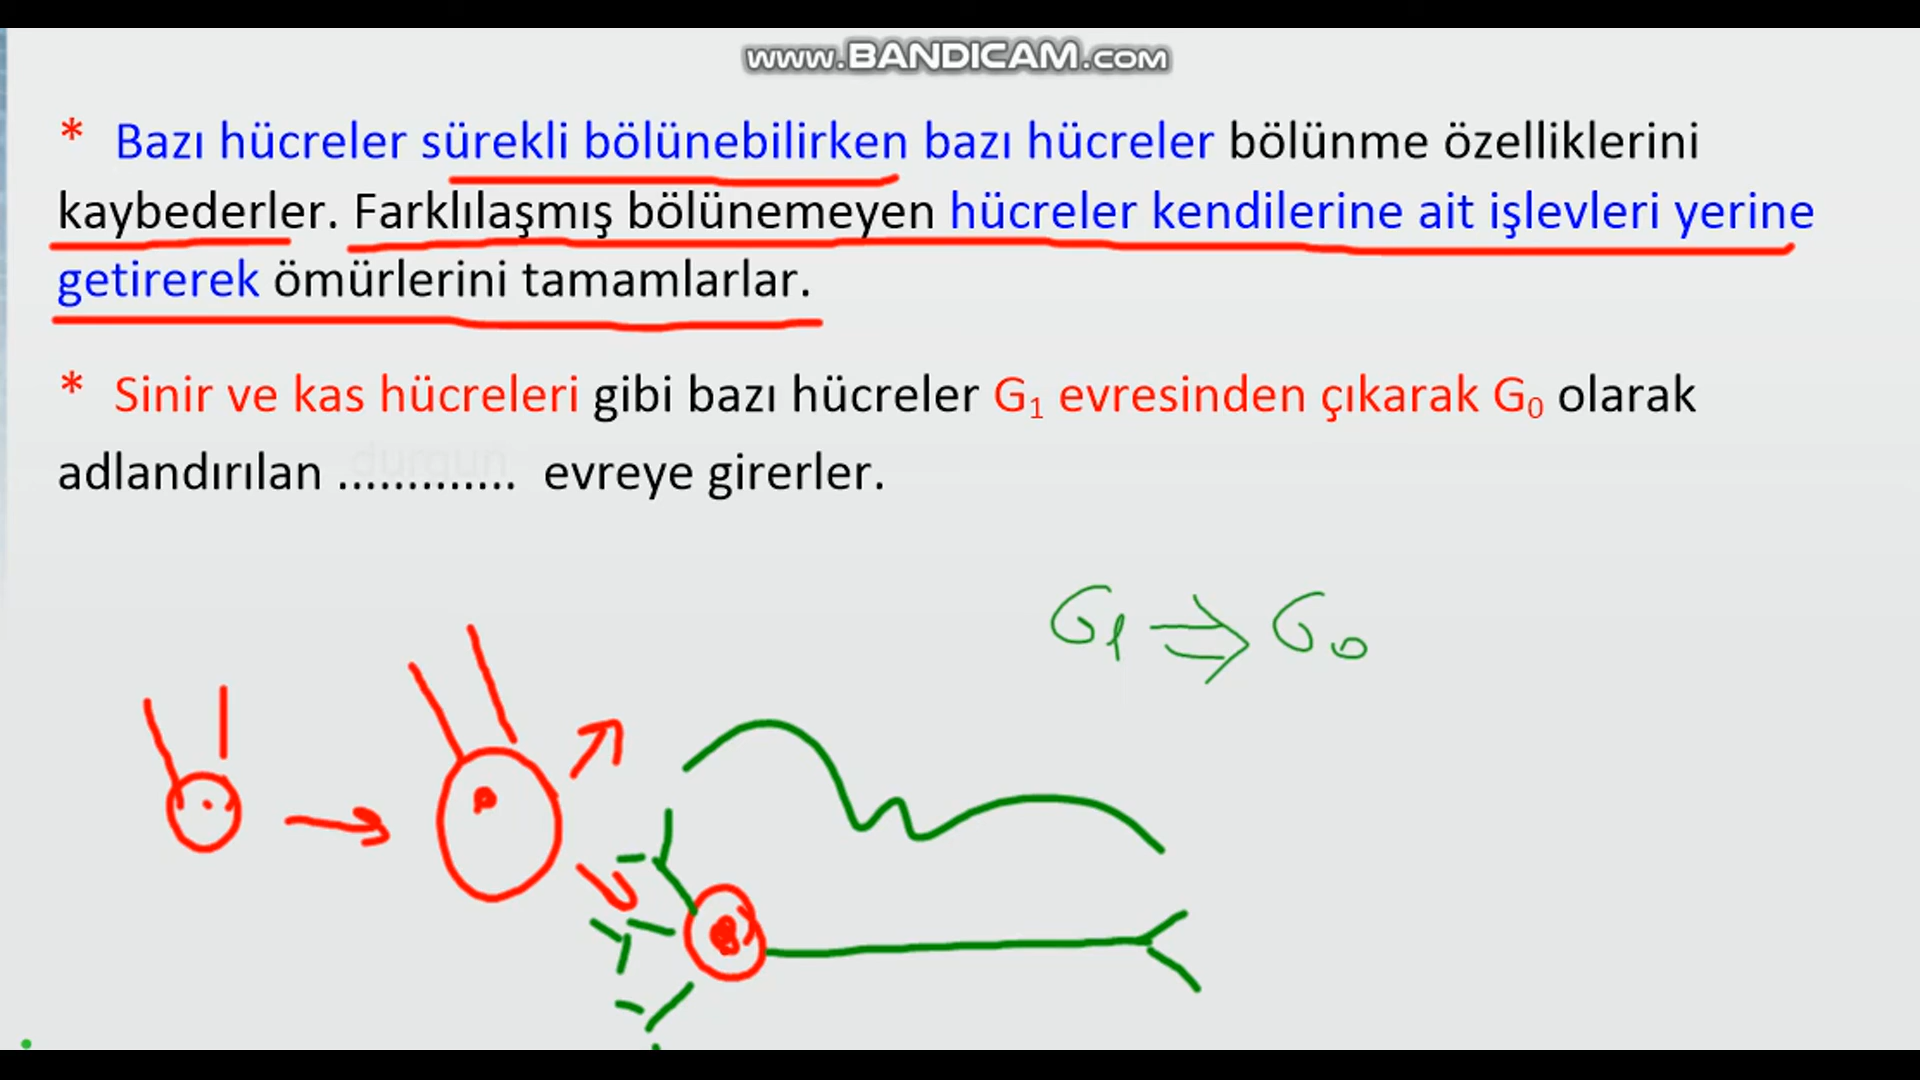 www.BANDICAM.com
* Bazı hücreler sürekli bölünebilirken bazı hücreler bölünme özelliklerini
kaybederler. Farklılaşmış bölünemeyen hücreler kendilerine ait işlevleri yerine
getirerek ömürlerini tamamlarlar.
* Sinir ve kas hücreleri gibi bazı hücreler G₁ evresinden çıkarak G₀ olarak
durgun
adlandırılan ............. evreye girerler.
G₁ ⇒ G₀